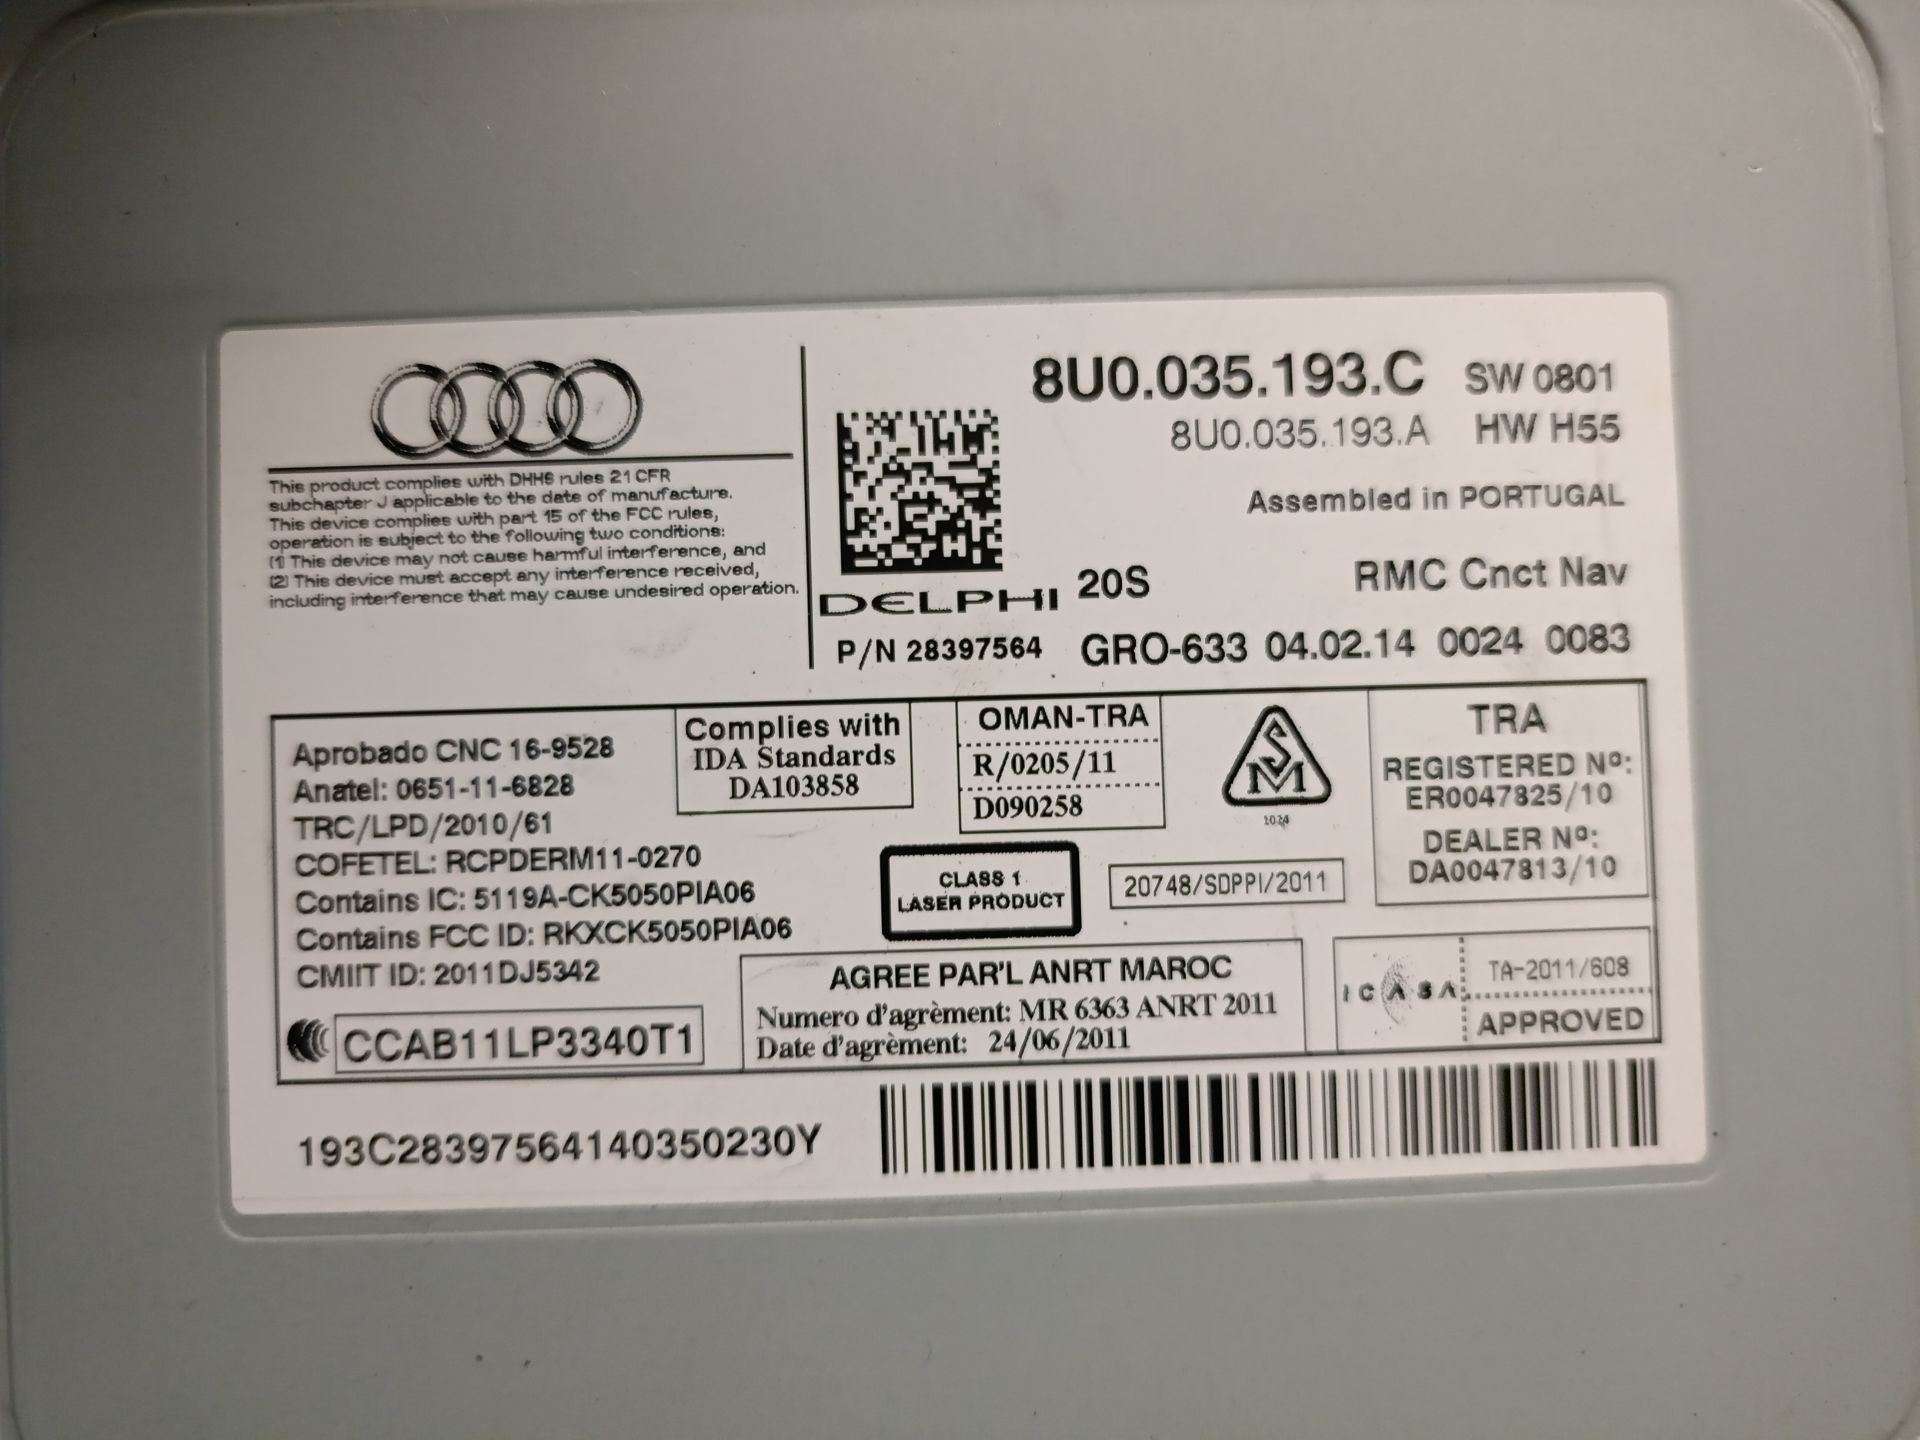 This product complies with DHHS rules 21 CFR
subchapter J applicable to the date of manufacture.
This device complies with part 15 of the FCC rules,
operation is subject to the following two conditions:
(1) This device may not cause harmful interference, and
(2) This device must accept any interference received,
including interference that may cause undesired operation.
8U0.035.193.C SW 0801
8U0.035.193.A HW H55
Assembled in PORTUGAL
DELPHI 20S RMC Cnct Nav
P/N 28397564 GRO-633 04.02.14 0024 0083
Aprobado CNC 16-9528
Anatel: 0651-11-6828
TRC/LPD/2010/61
COFETEL: RCPDERM11-0270
Contains IC: 5119A-CK5050PIA06
Contains FCC ID: RKXCK5050PIA06
CMIIT ID: 2011DJ5342
CCAB11LP3340T1
Complies with
IDA Standards
DA103858
OMAN-TRA
R/0205/11
D090258
SM
1024
TRA
REGISTERED Nº:
ER0047825/10
DEALER Nº:
DA0047813/10
CLASS 1
LASER PRODUCT
20748/SDPPI/2011
AGREE PAR'L ANRT MAROC
Numero d'agrèment: MR 6363 ANRT 2011
Date d'agrèment: 24/06/2011
ICASA
TA-2011/608
APPROVED
193C28397564140350230Y